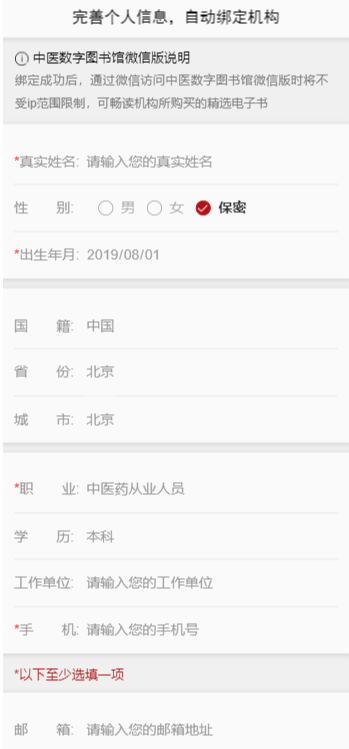 完善个人信息，自动绑定机构
中医数字图书馆微信版说明
绑定成功后，通过微信访问中医数字图书馆微信版时将不
受ip范围限制，可畅读机构所购买的精选电子书
*真实姓名: 请输入您的真实姓名
性 别: 男 女 保密
*出生年月: 2019/08/01
国 籍: 中国
省 份: 北京
城 市: 北京
*职 业: 中医药从业人员
学 历: 本科
工作单位: 请输入您的工作单位
*手 机: 请输入您的手机号
*以下至少选填一项
邮 箱: 请输入您的邮箱地址